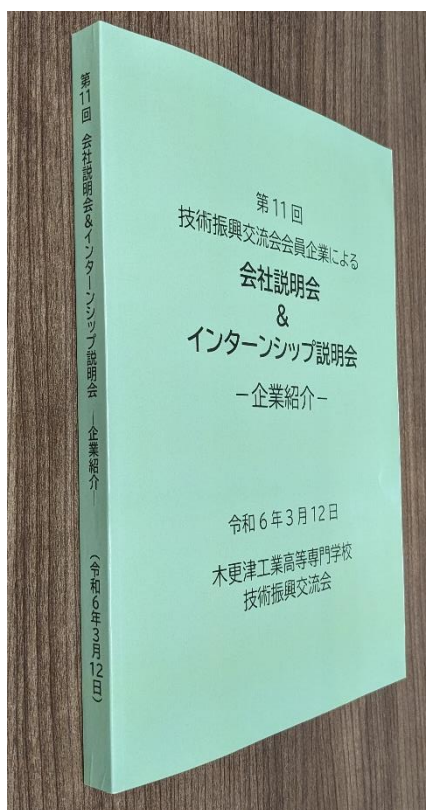 第11回 会社説明会&インターンシップ説明会 ―企業紹介― (令和6年3月12日)
第11回
技術振興交流会会員企業による
会社説明会
&
インターンシップ説明会
－企業紹介－
令和6年3月12日
木更津工業高等専門学校
技術振興交流会